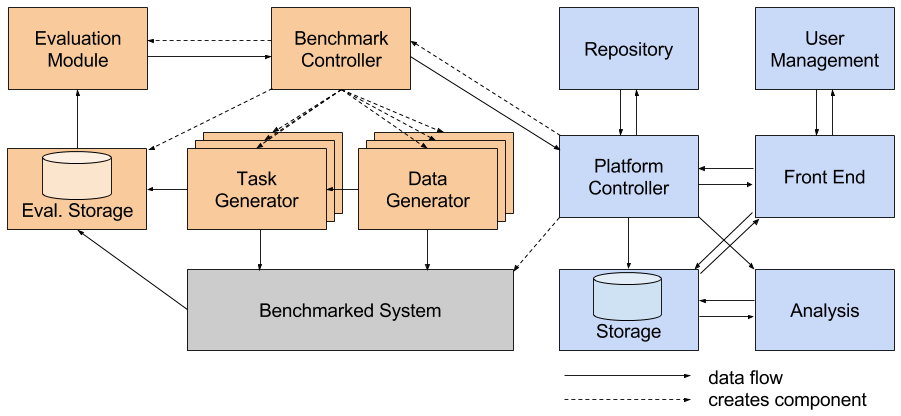 Evaluation
Module
Benchmark
Controller
Repository
User
Management
Eval. Storage
Task
Generator
Data
Generator
Platform
Controller
Front End
Benchmarked System
Storage
Analysis
data flow
creates component